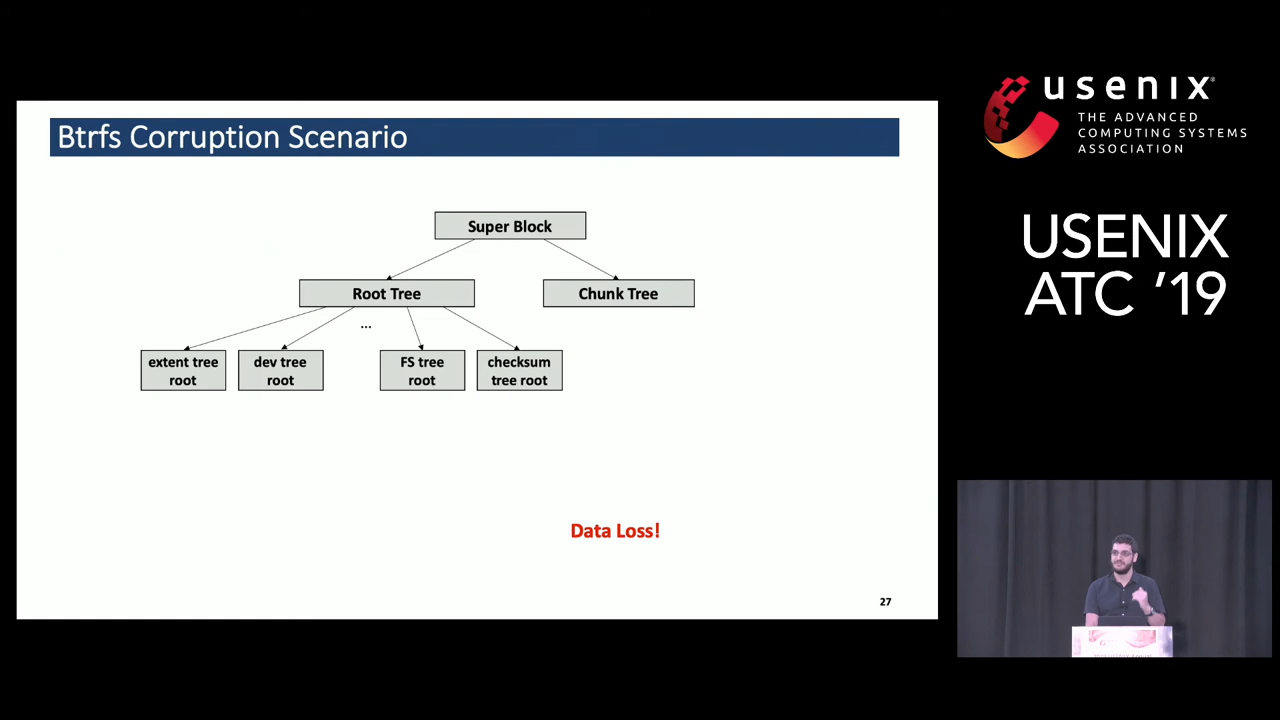 Btrfs Corruption Scenario
Super Block
Root Tree
Chunk Tree
...
extent tree
root
dev tree
root
FS tree
root
checksum
tree root
Data Loss!
27
usenix
THE ADVANCED
COMPUTING SYSTEMS
ASSOCIATION
USENIX
ATC '19